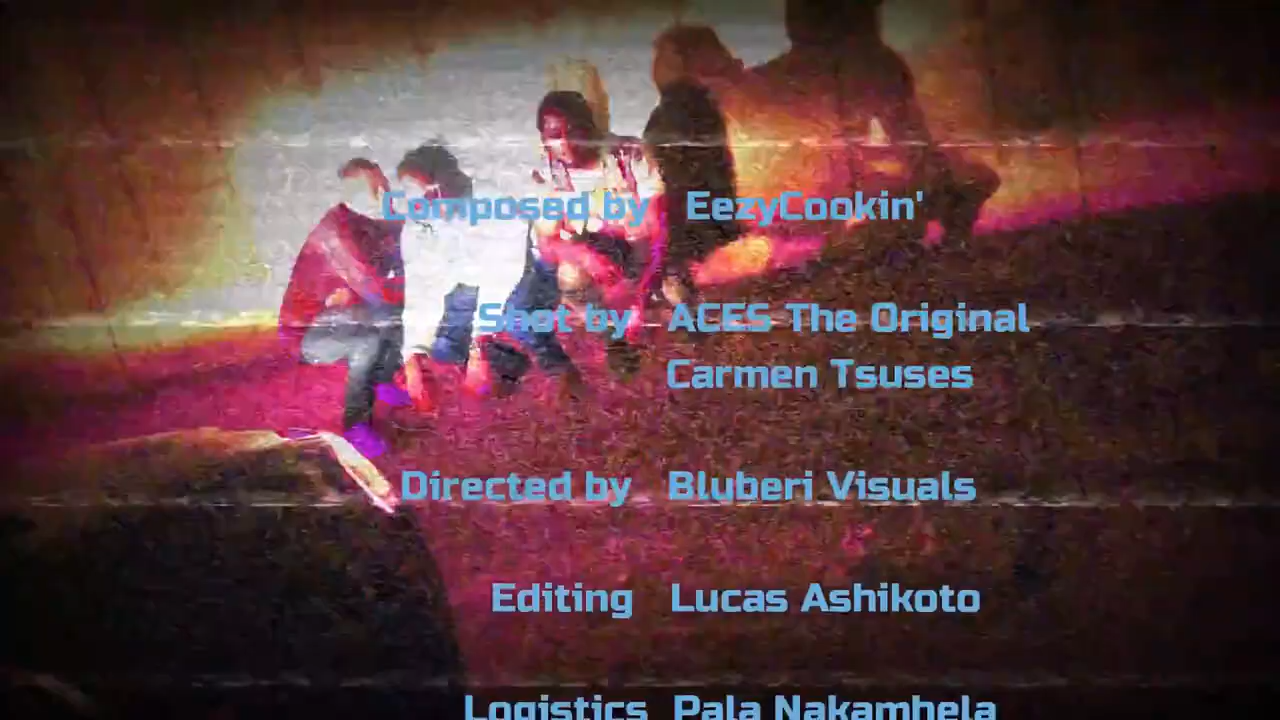 Composed by EezyCookin'
Shot by ACES The Original
Carmen Tsuses
Directed by Bluberi Visuals
Editing Lucas Ashikoto
Logistics Pala Nakambela